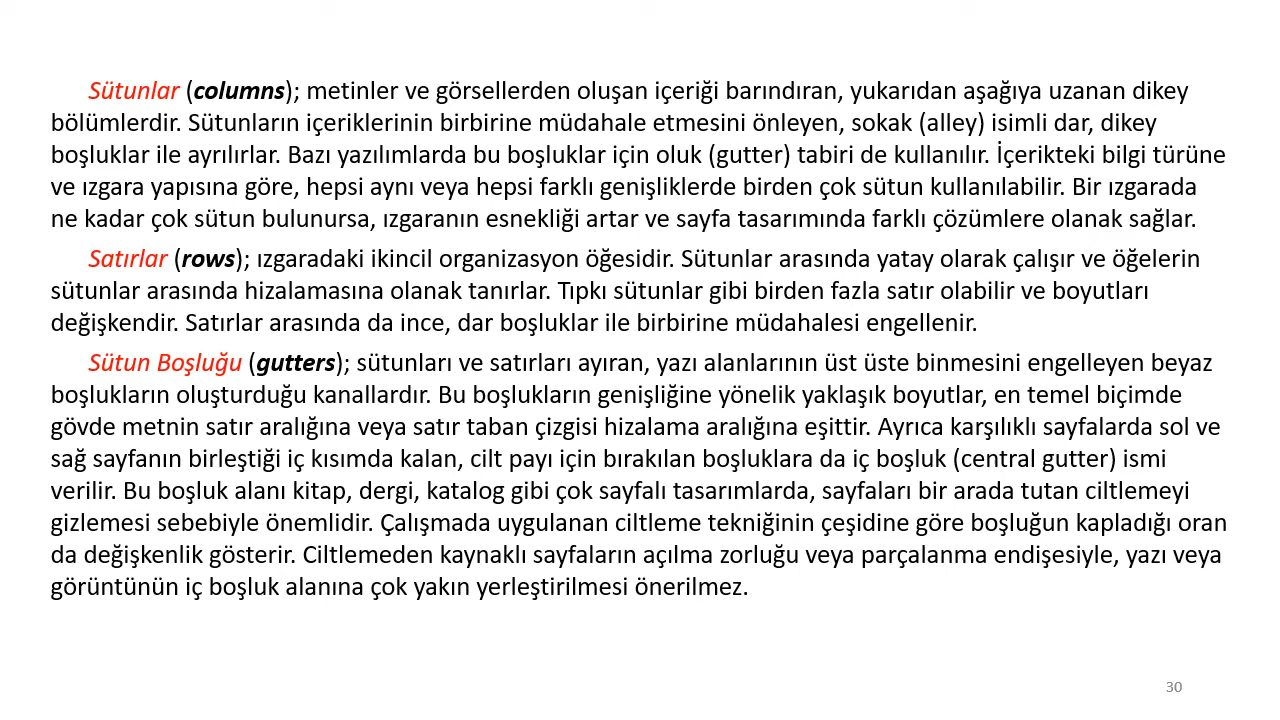 Sütunlar (columns); metinler ve görsellerden oluşan içeriği barındıran, yukarıdan aşağıya uzanan dikey
bölümlerdir. Sütunların içeriklerinin birbirine müdahale etmesini önleyen, sokak (alley) isimli dar, dikey
boşluklar ile ayrılırlar. Bazı yazılımlarda bu boşluklar için oluk (gutter) tabiri de kullanılır. İçerikteki bilgi türüne
ve ızgara yapısına göre, hepsi aynı veya hepsi farklı genişliklerde birden çok sütun kullanılabilir. Bir ızgarada
ne kadar çok sütun bulunursa, ızgaranın esnekliği artar ve sayfa tasarımında farklı çözümlere olanak sağlar.
Satırlar (rows); ızgaradaki ikincil organizasyon öğesidir. Sütunlar arasında yatay olarak çalışır ve öğelerin
sütunlar arasında hizalamasına olanak tanırlar. Tıpkı sütunlar gibi birden fazla satır olabilir ve boyutları
değişkendir. Satırlar arasında da ince, dar boşluklar ile birbirine müdahalesi engellenir.
Sütun Boşluğu (gutters); sütunları ve satırları ayıran, yazı alanlarının üst üste binmesini engelleyen beyaz
boşlukların oluşturduğu kanallardır. Bu boşlukların genişliğine yönelik yaklaşık boyutlar, en temel biçimde
gövde metnin satır aralığına veya satır taban çizgisi hizalama aralığına eşittir. Ayrıca karşılıklı sayfalarda sol ve
sağ sayfanın birleştiği iç kısımda kalan, cilt payı için bırakılan boşluklara da iç boşluk (central gutter) ismi
verilir. Bu boşluk alanı kitap, dergi, katalog gibi çok sayfalı tasarımlarda, sayfaları bir arada tutan ciltlemeyi
gizlemesi sebebiyle önemlidir. Çalışmada uygulanan ciltleme tekniğinin çeşidine göre boşluğun kapladığı oran
da değişkenlik gösterir. Ciltlemeden kaynaklı sayfaların açılma zorluğu veya parçalanma endişesiyle, yazı veya
görüntünün iç boşluk alanına çok yakın yerleştirilmesi önerilmez.
30